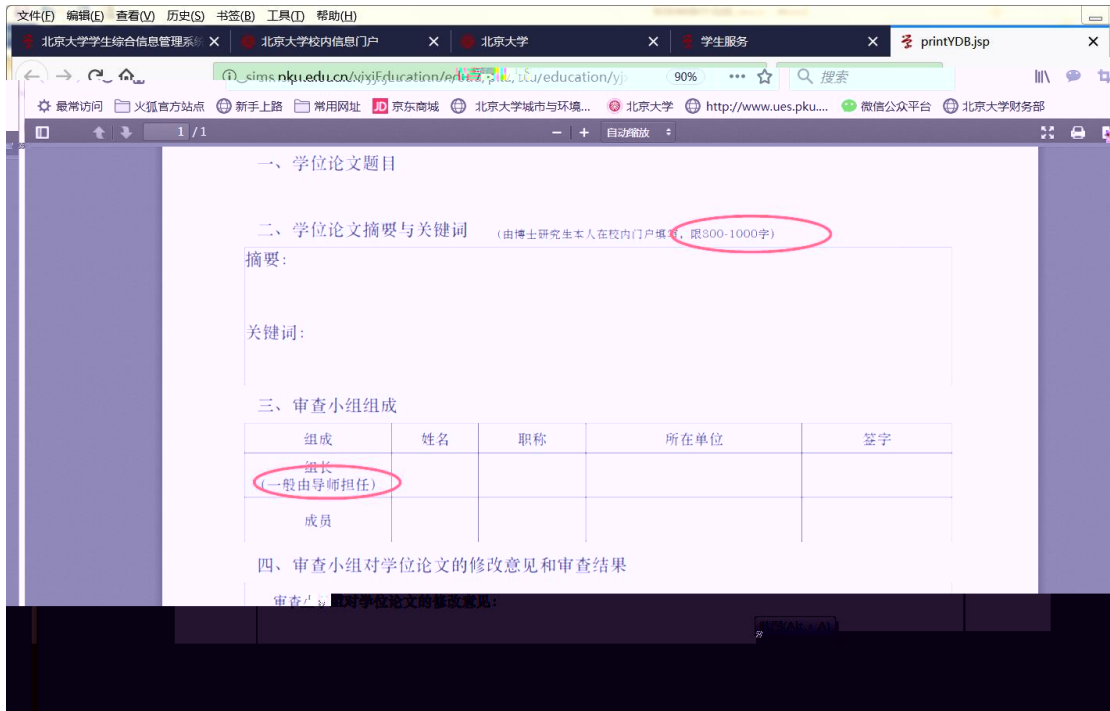 文件(F) 编辑(E) 查看(V) 历史(S) 书签(B) 工具(T) 帮助(H)
北京大学学生综合信息管理系统 北京大学校内信息门户 北京大学 学生服务 printYDB.jsp
sims.pku.edu.cn 90% 搜索
最常访问 火狐官方站点 新手上路 常用网址 JD 京东商城 北京大学城市与环境... 北京大学 http://www.ues.pku.... 微信公众平台 北京大学财务部
1 / 1 自动缩放
一、学位论文题目
二、学位论文摘要与关键词 (由博士研究生本人在校内门户填写，限800-1000字)
摘要:
关键词:
三、审查小组组成
组成 姓名 职称 所在单位 签字
组长
(一般由导师担任)
成员
四、审查小组对学位论文的修改意见和审查结果
审查小组对学位论文的修改意见: